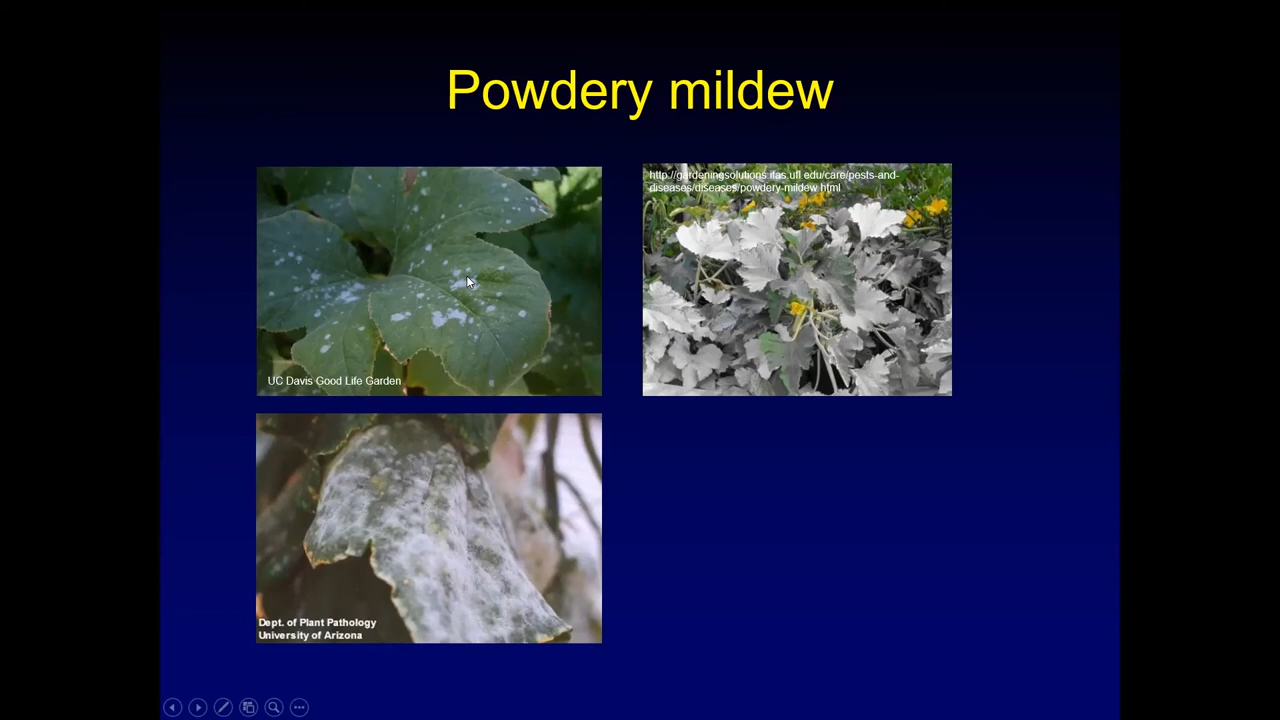 Powdery mildew
http://gardeningsolutions.ifas.ufl.edu/care/pests-and-
diseases/diseases/powdery-mildew.html
UC Davis Good Life Garden
Dept. of Plant Pathology
University of Arizona